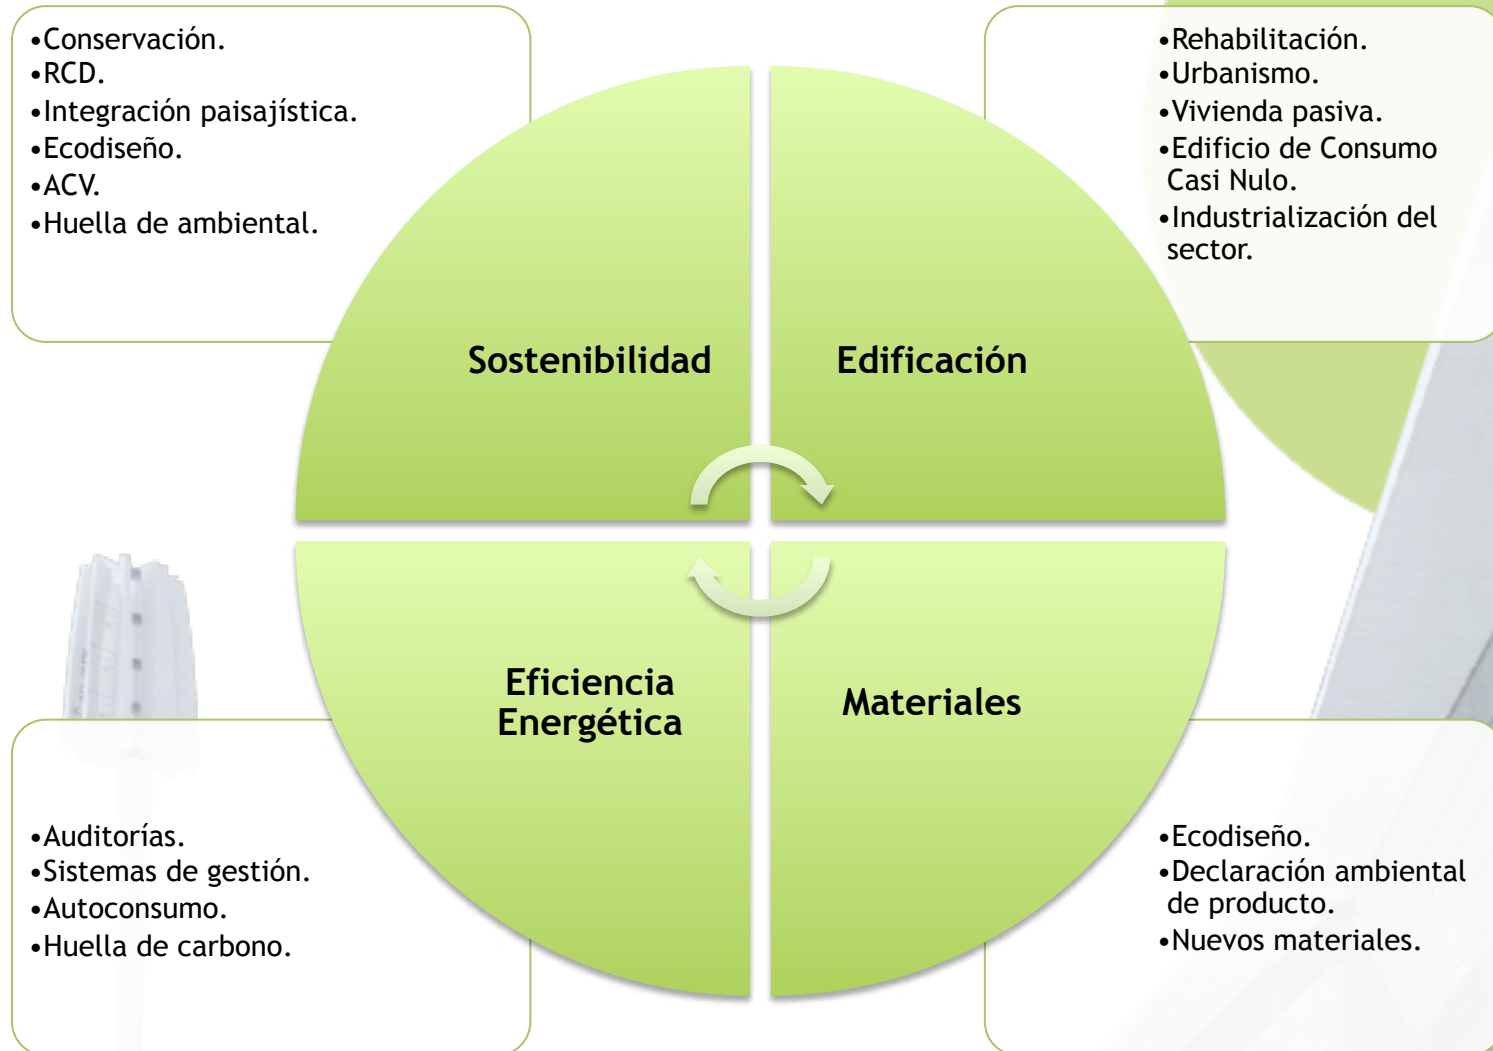 •Conservación.
•RCD.
•Integración paisajística.
•Ecodiseño.
•ACV.
•Huella de ambiental.
•Rehabilitación.
•Urbanismo.
•Vivienda pasiva.
•Edificio de Consumo
Casi Nulo.
•Industrialización del
sector.
Sostenibilidad
Edificación
Eficiencia
Energética
Materiales
•Auditorías.
•Sistemas de gestión.
•Autoconsumo.
•Huella de carbono.
•Ecodiseño.
•Declaración ambiental
de producto.
•Nuevos materiales.